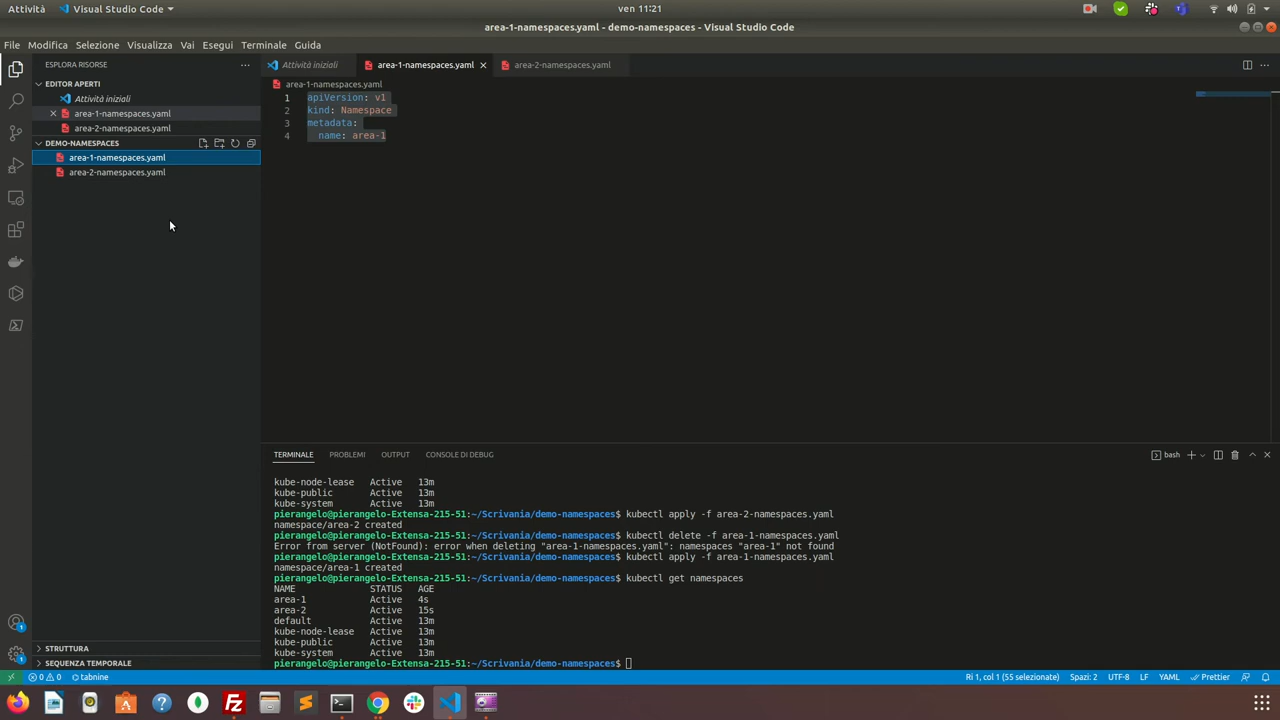 Attività
Visual Studio Code
ven 11:21
area-1-namespaces.yaml - demo-namespaces - Visual Studio Code
File Modifica Selezione Visualizza Vai Esegui Terminale Guida
ESPLORA RISORSE
EDITOR APERTI
Attività iniziali
area-1-namespaces.yaml
area-2-namespaces.yaml
DEMO-NAMESPACES
area-1-namespaces.yaml
area-2-namespaces.yaml
STRUTTURA
SEQUENZA TEMPORALE
Attività iniziali area-1-namespaces.yaml area-2-namespaces.yaml
area-1-namespaces.yaml
1 apiVersion: v1
2 kind: Namespace
3 metadata:
4 name: area-1
TERMINALE PROBLEMI OUTPUT CONSOLE DI DEBUG
bash
kube-node-lease Active 13m
kube-public Active 13m
kube-system Active 13m
pierangelo@pierangelo-Extensa-215-51:~/Scrivania/demo-namespaces$ kubectl apply -f area-2-namespaces.yaml
namespace/area-2 created
pierangelo@pierangelo-Extensa-215-51:~/Scrivania/demo-namespaces$ kubectl delete -f area-1-namespaces.yaml
Error from server (NotFound): error when deleting "area-1-namespaces.yaml": namespaces "area-1" not found
pierangelo@pierangelo-Extensa-215-51:~/Scrivania/demo-namespaces$ kubectl apply -f area-1-namespaces.yaml
namespace/area-1 created
pierangelo@pierangelo-Extensa-215-51:~/Scrivania/demo-namespaces$ kubectl get namespaces
NAME STATUS AGE
area-1 Active 4s
area-2 Active 15s
default Active 13m
kube-node-lease Active 13m
kube-public Active 13m
kube-system Active 13m
pierangelo@pierangelo-Extensa-215-51:~/Scrivania/demo-namespaces$
0 0 tabnine
Ri 1, col 1 (55 selezionate) Spazi: 2 UTF-8 LF YAML Prettier